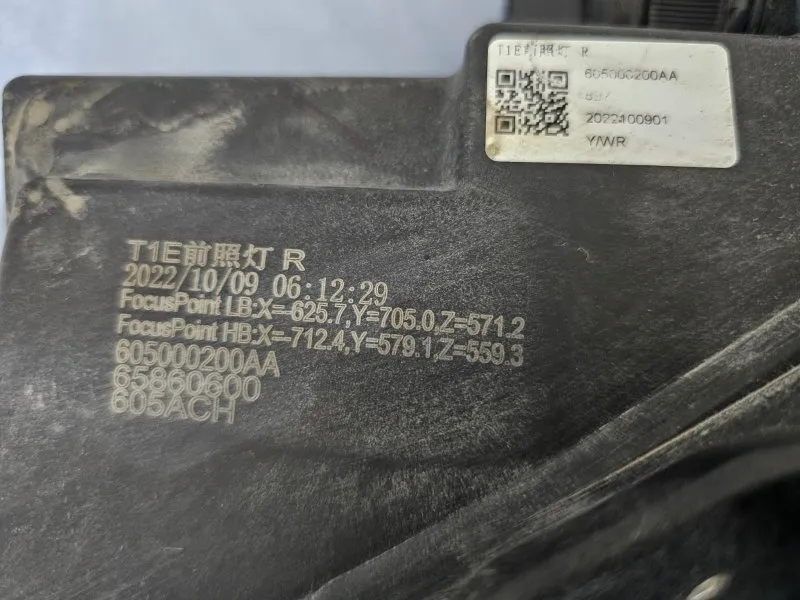 T1E前照灯 R
605000200AA
897
2022100901
Y/WR
T1E前照灯 R
2022/10/09 06:12:29
FocusPoint LB:X=-625.7,Y=705.0,Z=571.2
FocusPoint HB:X=-712.4,Y=579.1,Z=559.3
605000200AA
65860600
605ACH